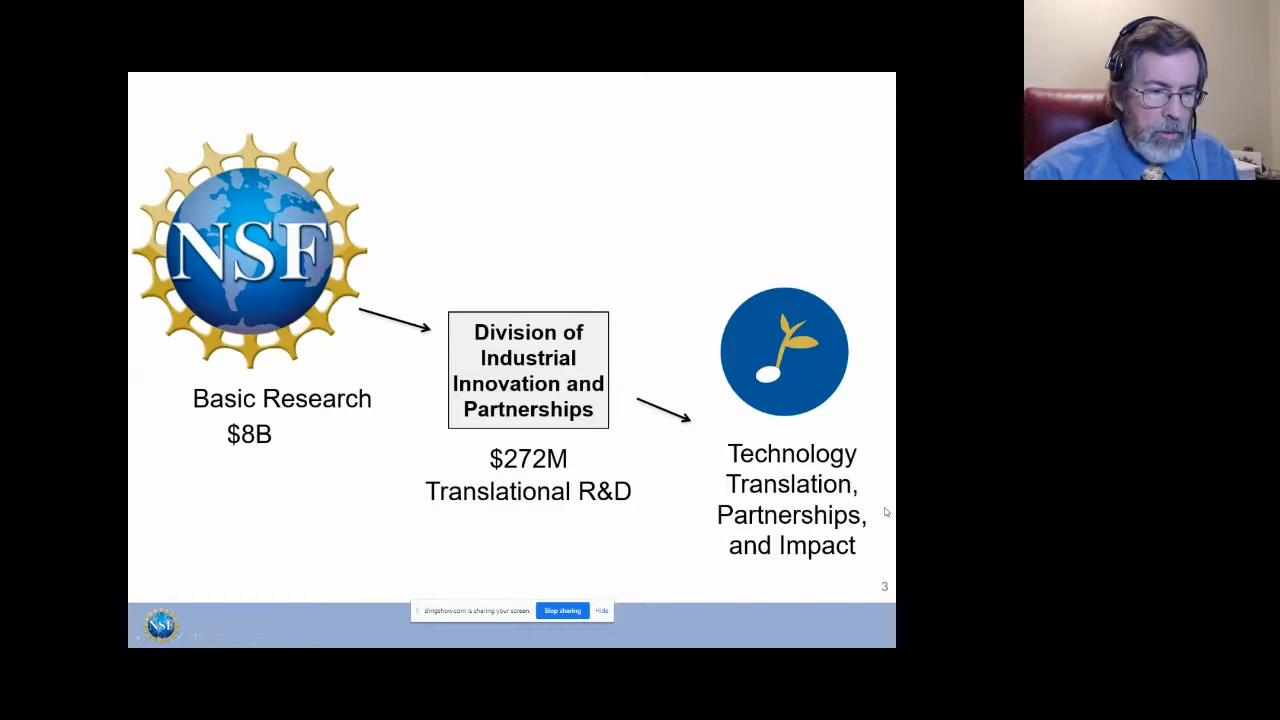 NSF
Basic Research
$8B
Division of
Industrial
Innovation and
Partnerships
$272M
Translational R&D
Technology
Translation,
Partnerships,
and Impact
3
NSF
slingshow.com is sharing your screen.
Stop sharing
Hide